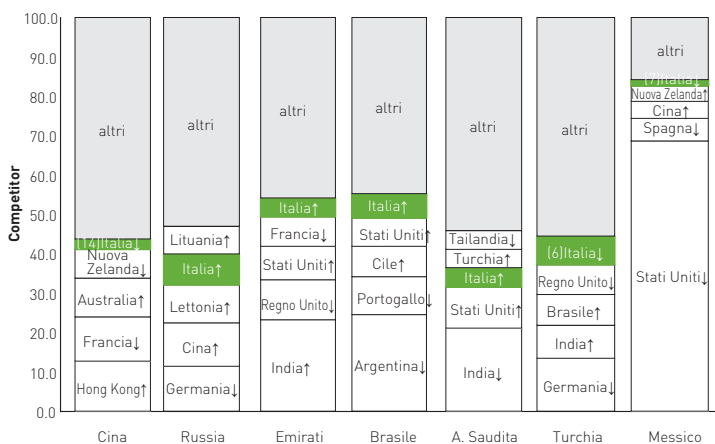 100.0
90.0
80.0
70.0
60.0
50.0
40.0
30.0
20.0
10.0
0.0
Competitor
altri
(14)Italia↓
Nuova
Zelanda↓
Australia↑
Francia↓
Hong Kong↑
Cina
altri
Lituania↑
Italia↑
Lettonia↑
Cina↑
Germania↓
Russia
altri
Italia↑
Francia↓
Stati Uniti↑
Regno Unito↓
India↑
Emirati
altri
Italia↑
Stati Uniti↑
Cile↑
Portogallo↓
Argentina↓
Brasile
altri
Tailandia↓
Turchia↑
Italia↑
Stati Uniti↑
India↓
A. Saudita
altri
(6)Italia↓
Regno Unito↓
Brasile↑
India↑
Germania↓
Turchia
altri
(7)Italia↓
Nuova Zelanda↑
Cina↑
Spagna↓
Stati Uniti↓
Messico